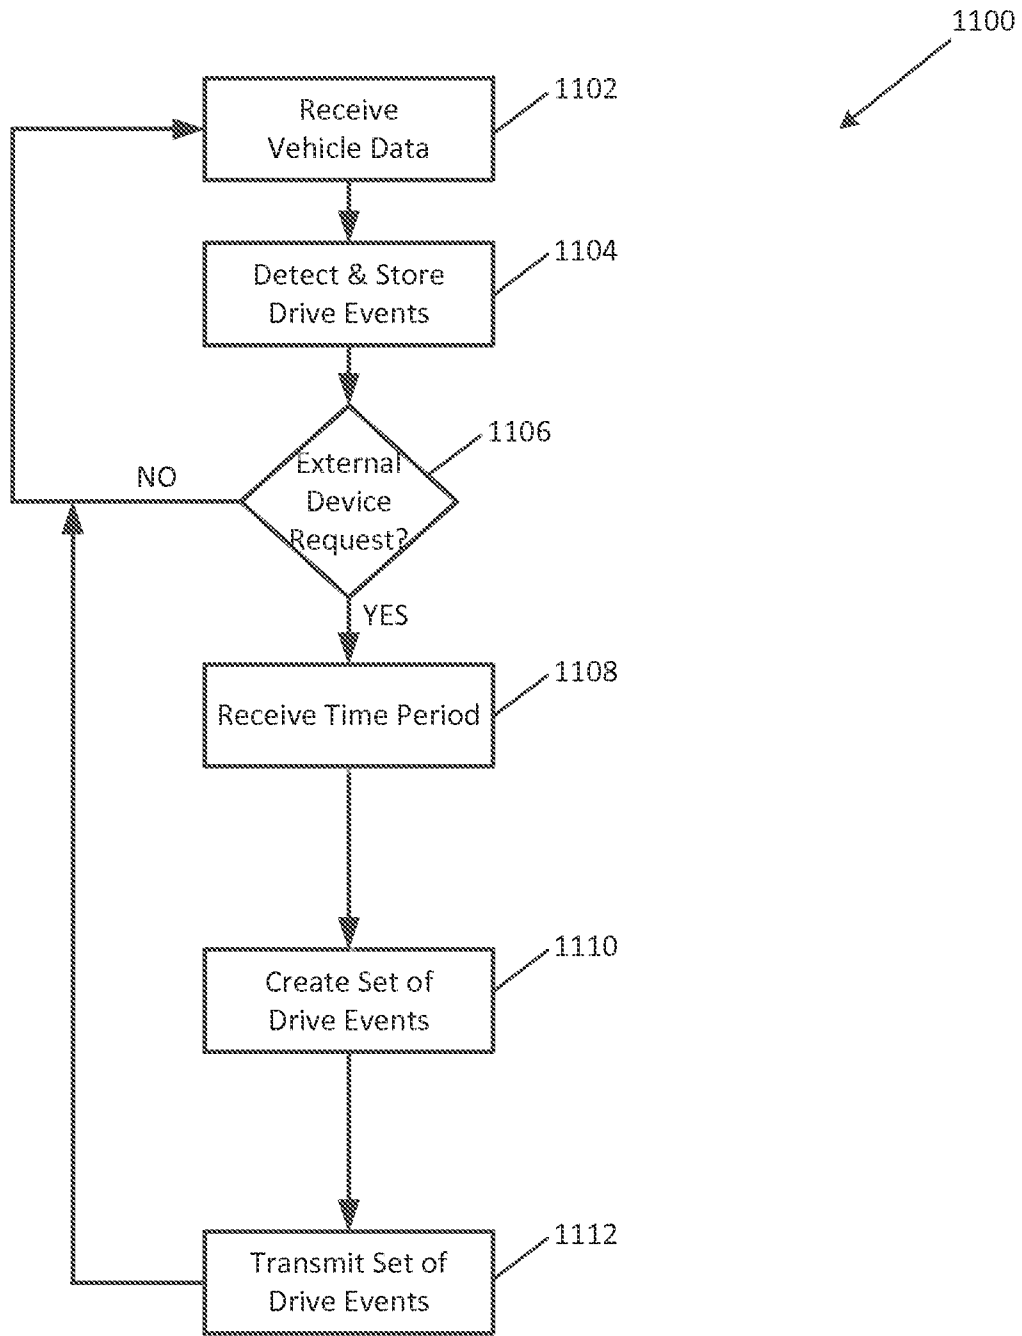 1100
Receive
Vehicle Data
1102
Detect & Store
Drive Events
1104
External
Device
Request?
1106
NO
YES
Receive Time Period
1108
Create Set of
Drive Events
1110
Transmit Set of
Drive Events
1112